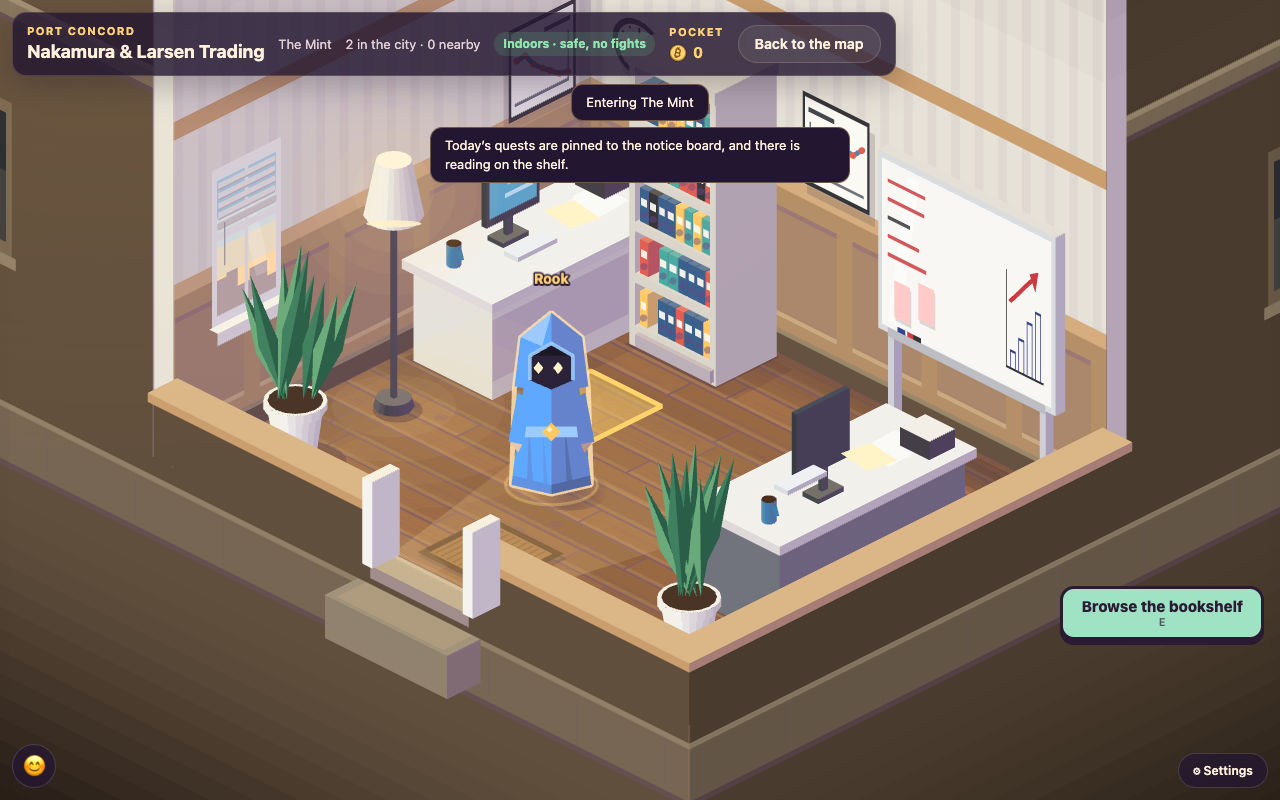 PORT CONCORD
Nakamura & Larsen Trading
The Mint 2 in the city · 0 nearby
Indoors · safe, no fights
POCKET
0
Back to the map
Entering The Mint
Today's quests are pinned to the notice board, and there is
reading on the shelf.
Rook
Browse the bookshelf
E
Settings